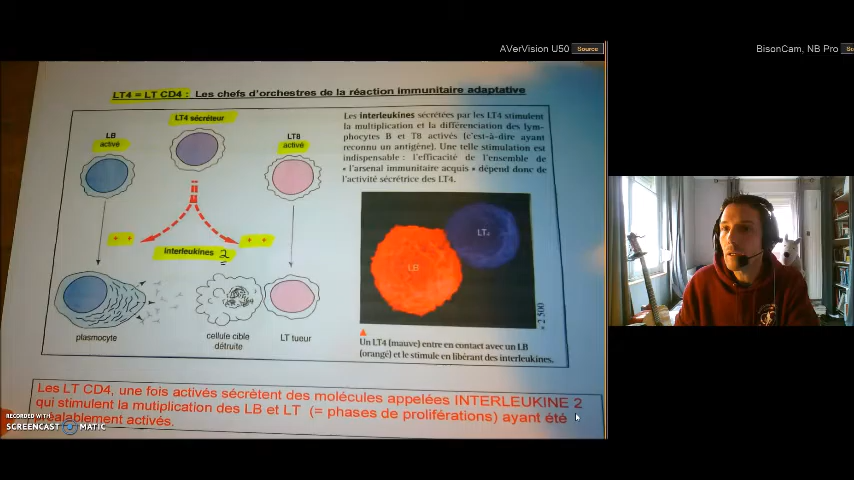 AVerVision U50 Source
BisonCam, NB Pro
LT4 = LT CD4 : Les chefs d'orchestres de la réaction immunitaire adaptative
LT4 sécréteur
LB
activé
LT8
activé
+ +
+ +
interleukines 2
plasmocyte
cellule cible
détruite
LT tueur
Les interleukines sécrétées par les LT4 stimulent
la multiplication et la différenciation des lym-
phocytes B et T8 activés (c'est-à-dire ayant
reconnu un antigène). Une telle stimulation est
indispensable : l'efficacité de l'ensemble de
« l'arsenal immunitaire acquis » dépend donc de
l'activité sécrétrice des LT4.
LB
LT4
× 2 500
Un LT4 (mauve) entre en contact avec un LB
(orangé) et le stimule en libérant des interleukines.
Les LT CD4, une fois activés sécrètent des molécules appelées INTERLEUKINE 2
qui stimulent la mutiplication des LB et LT (= phases de proliférations) ayant été
préalablement activés.
RECORDED WITH
SCREENCAST MATIC